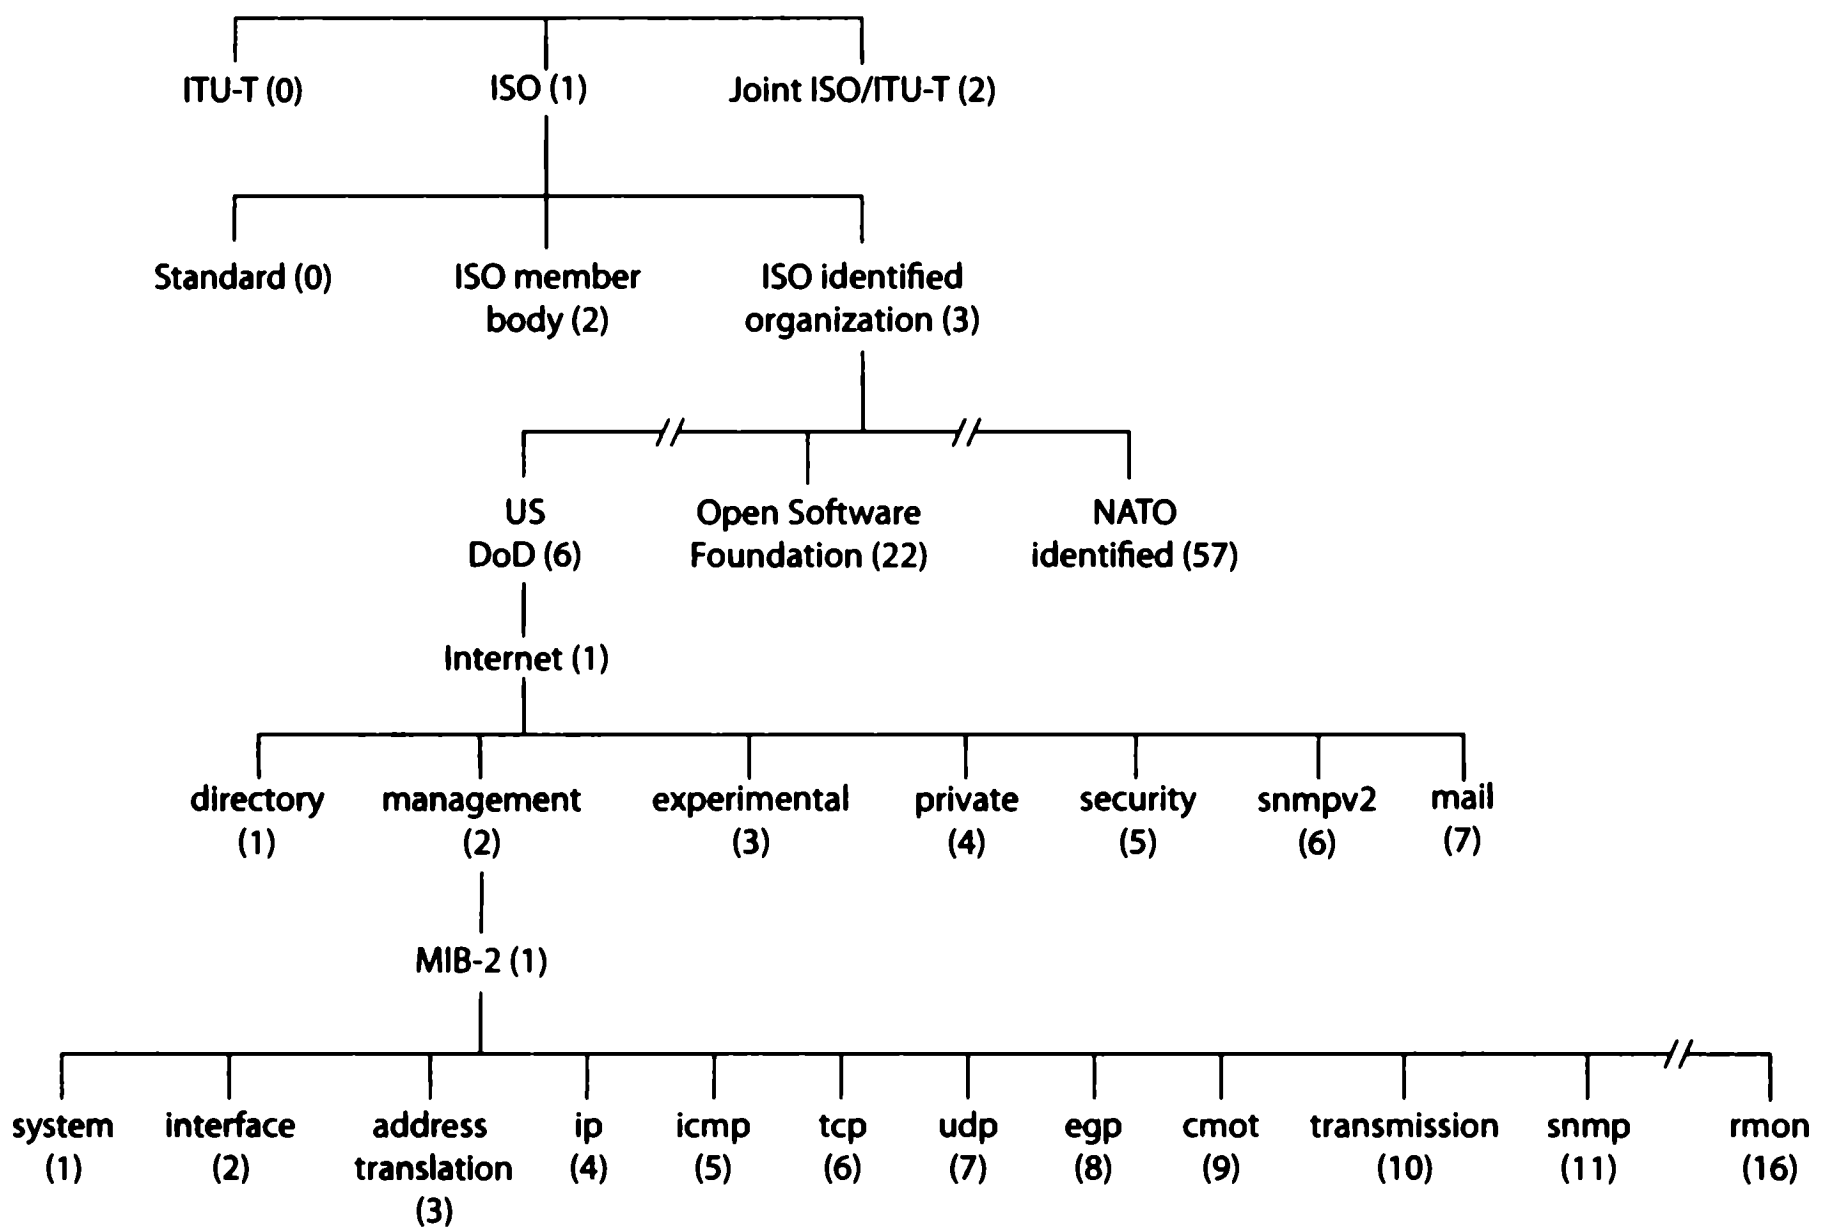 ITU-T (0) ISO (1) Joint ISO/ITU-T (2)
Standard (0) ISO member ISO identified
body (2) organization (3)
US Open Software NATO
DoD (6) Foundation (22) identified (57)
Internet (1)
directory management experimental private security snmpv2 mail
(1) (2) (3) (4) (5) (6) (7)
MIB-2 (1)
system interface address ip icmp tcp udp egp cmot transmission snmp rmon
(1) (2) translation (4) (5) (6) (7) (8) (9) (10) (11) (16)
(3)